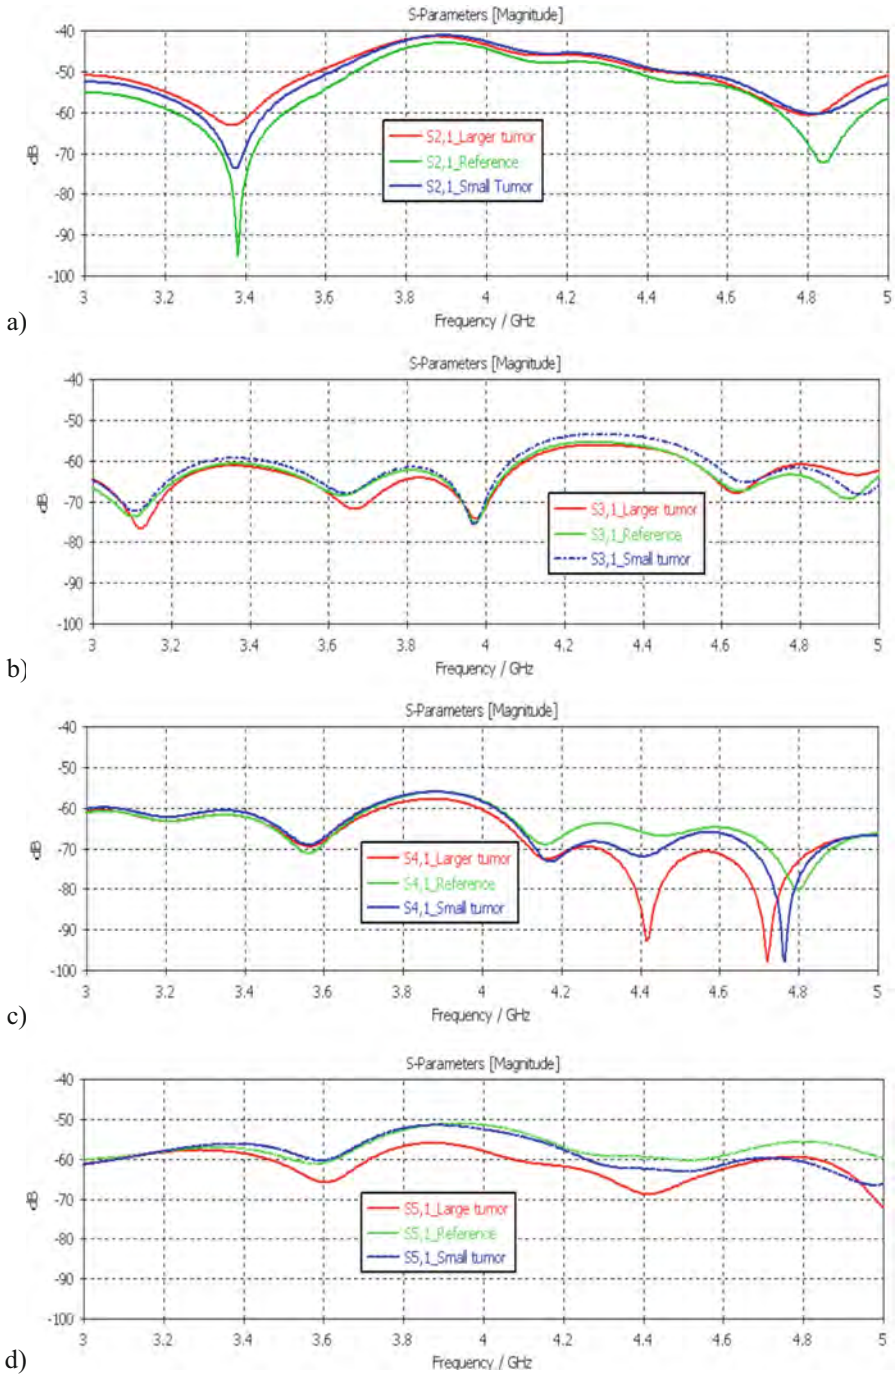 S-Parameters [Magnitude]
-40
-50
-60
-70
-80
-90
-100
dB
S2,1_Larger tumor
S2,1_Reference
S2,1_Small Tumor
3
3.2
3.4
3.6
3.8
4
4.2
4.4
4.6
4.8
5
Frequency / GHz
a)
S-Parameters [Magnitude]
-40
-50
-60
-70
-80
-90
-100
dB
S3,1_Larger tumor
S3,1_Reference
S3,1_Small tumor
3
3.2
3.4
3.6
3.8
4
4.2
4.4
4.6
4.8
5
Frequency / GHz
b)
S-Parameters [Magnitude]
-40
-50
-60
-70
-80
-90
-100
dB
S4,1_Larger tumor
S4,1_Reference
S4,1_Small tumor
3
3.2
3.4
3.6
3.8
4
4.2
4.4
4.6
4.8
5
Frequency / GHz
c)
S-Parameters [Magnitude]
-40
-50
-60
-70
-80
-90
-100
dB
S5,1_Large tumor
S5,1_Reference
S5,1_Small tumor
3
3.2
3.4
3.6
3.8
4
4.2
4.4
4.6
4.8
5
Frequency / GHz
d)